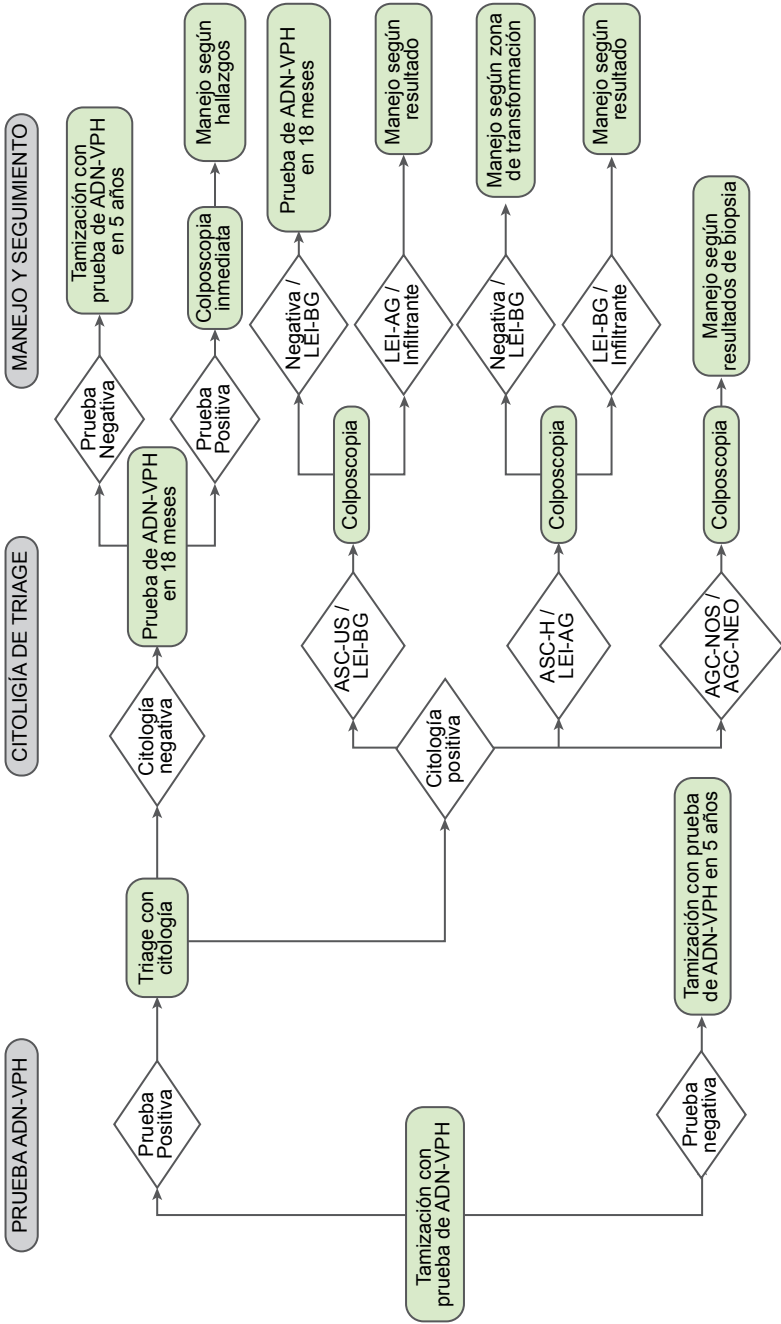 PRUEBA ADN-VPH
CITOLIGÍA DE TRIAGE
MANEJO Y SEGUIMIENTO
Tamización con
prueba de ADN-VPH
Prueba
Positiva
Triage con
citología
Citología
negativa
Prueba de ADN-VPH
en 18 meses
Prueba
Negativa
Tamización con
prueba de ADN-VPH
en 5 años
Prueba
Positiva
Colposcopia
immediata
Manejo según
hallazgos
Citología
positiva
ASC-US /
LEI-BG
Colposcopia
Negativa /
LEI-BG
Prueba de ADN-VPH
en 18 meses
LEI-AG /
Infiltrante
Manejo según
resultado
ASC-H /
LEI-AG
Colposcopia
Negativa /
LEI-BG
Manejo según zona
de transformación
LEI-BG /
Infiltrante
Manejo según
resultado
AGC-NOS /
AGC-NEO
Colposcopia
Manejo según
resultados de biopsia
Prueba
negativa
Tamización con prueba
de ADN-VPH en 5 años